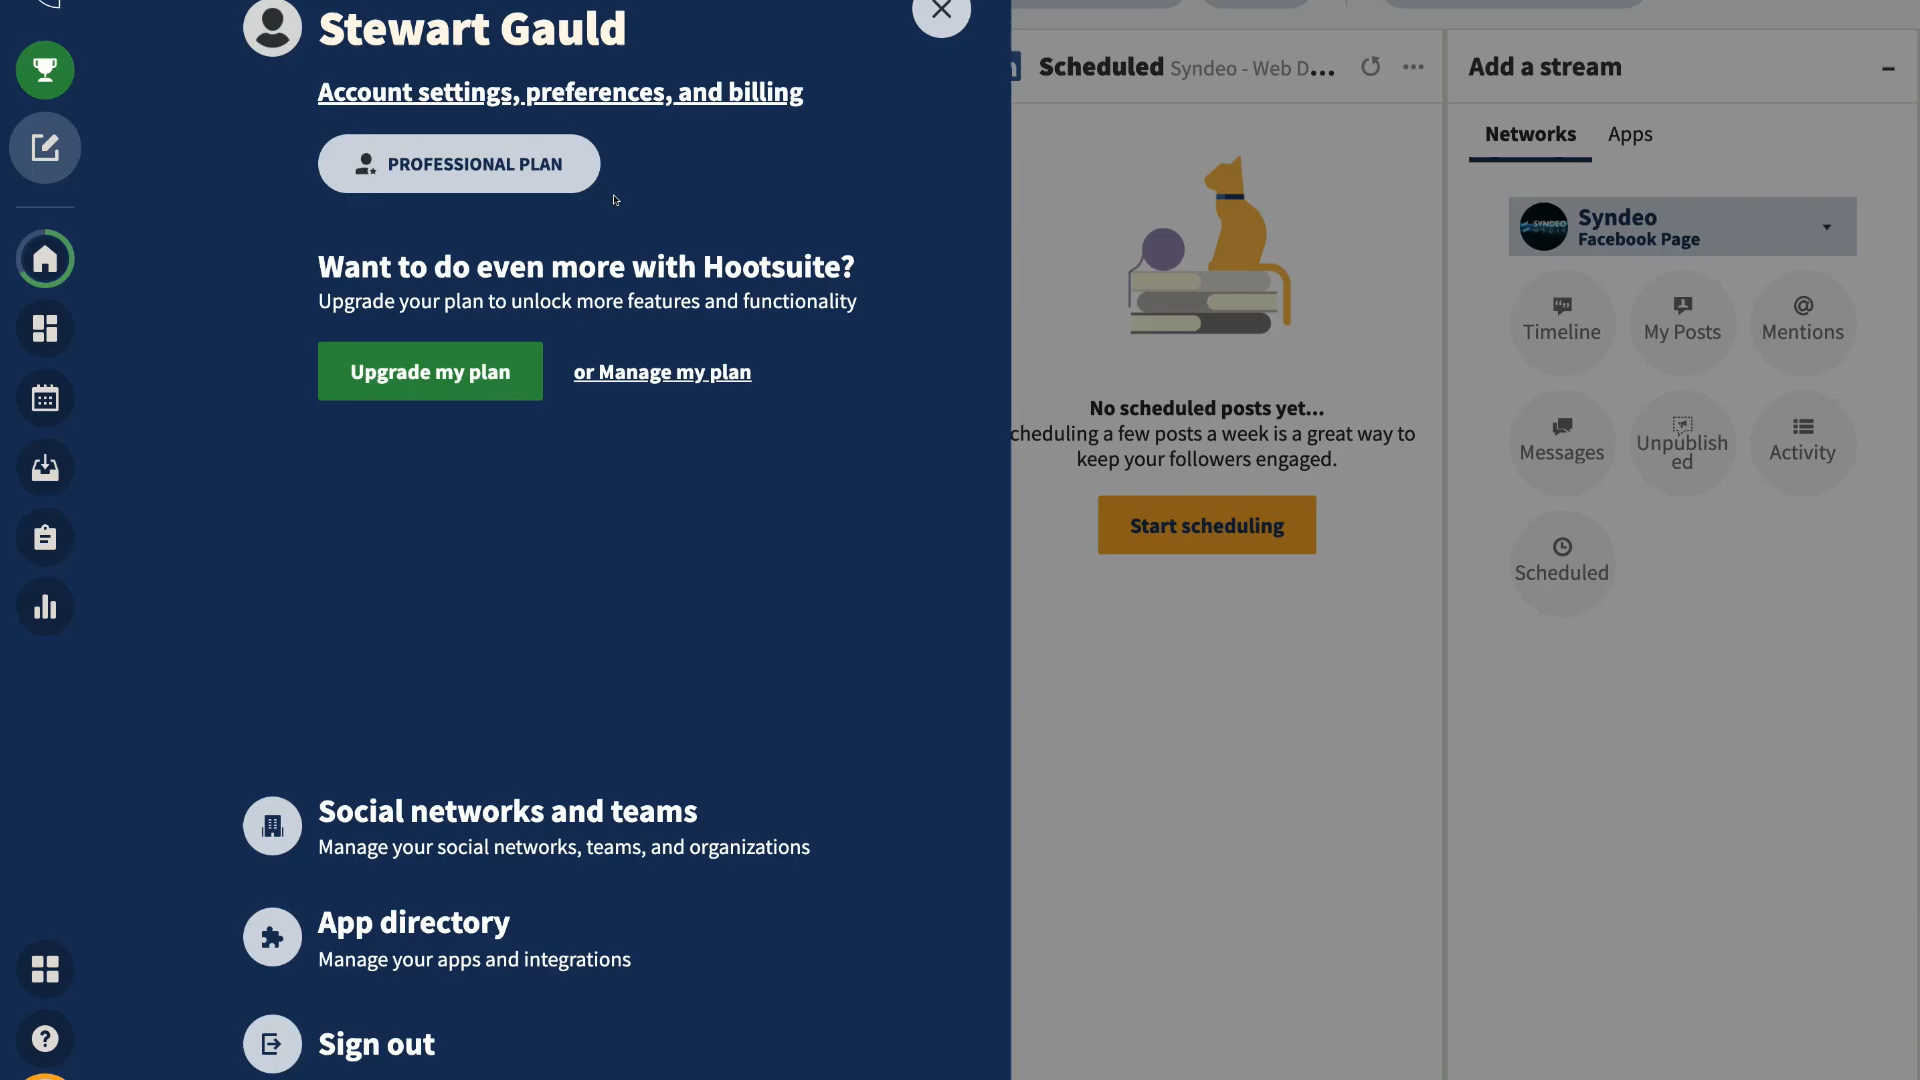 Stewart Gauld
Account settings, preferences, and billing
PROFESSIONAL PLAN
Want to do even more with Hootsuite?
Upgrade your plan to unlock more features and functionality
Upgrade my plan
or Manage my plan
Social networks and teams
Manage your social networks, teams, and organizations
App directory
Manage your apps and integrations
Sign out
Scheduled Syndeo - Web D...
No scheduled posts yet...
cheduling a few posts a week is a great way to
keep your followers engaged.
Start scheduling
Add a stream
Networks
Apps
SYNDEO
Syndeo
Facebook Page
Timeline
My Posts
Mentions
Messages
Unpublish
ed
Activity
Scheduled